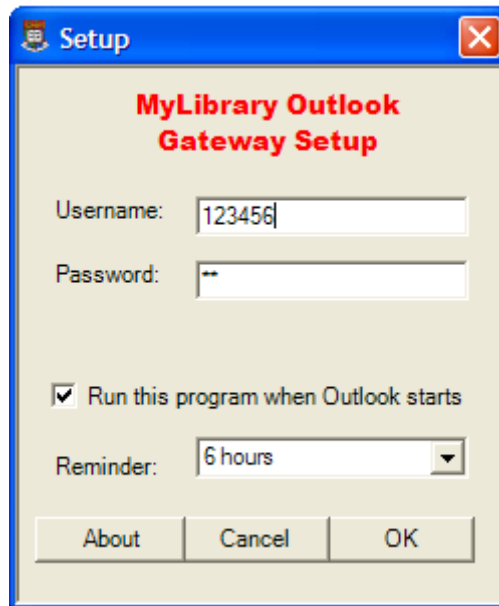 Setup
MyLibrary Outlook
Gateway Setup
Username: 123456
Password: **
Run this program when Outlook starts
Reminder: 6 hours
About Cancel OK